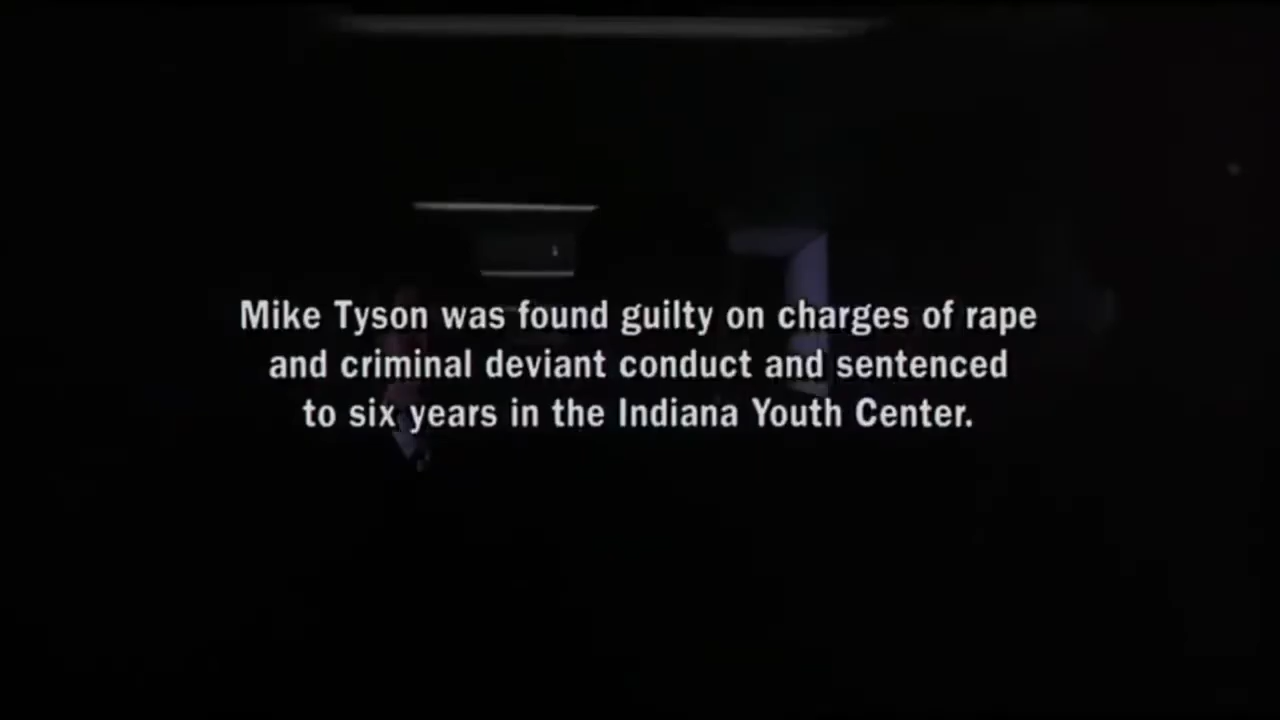 Mike Tyson was found guilty on charges of rape
and criminal deviant conduct and sentenced
to six years in the Indiana Youth Center.